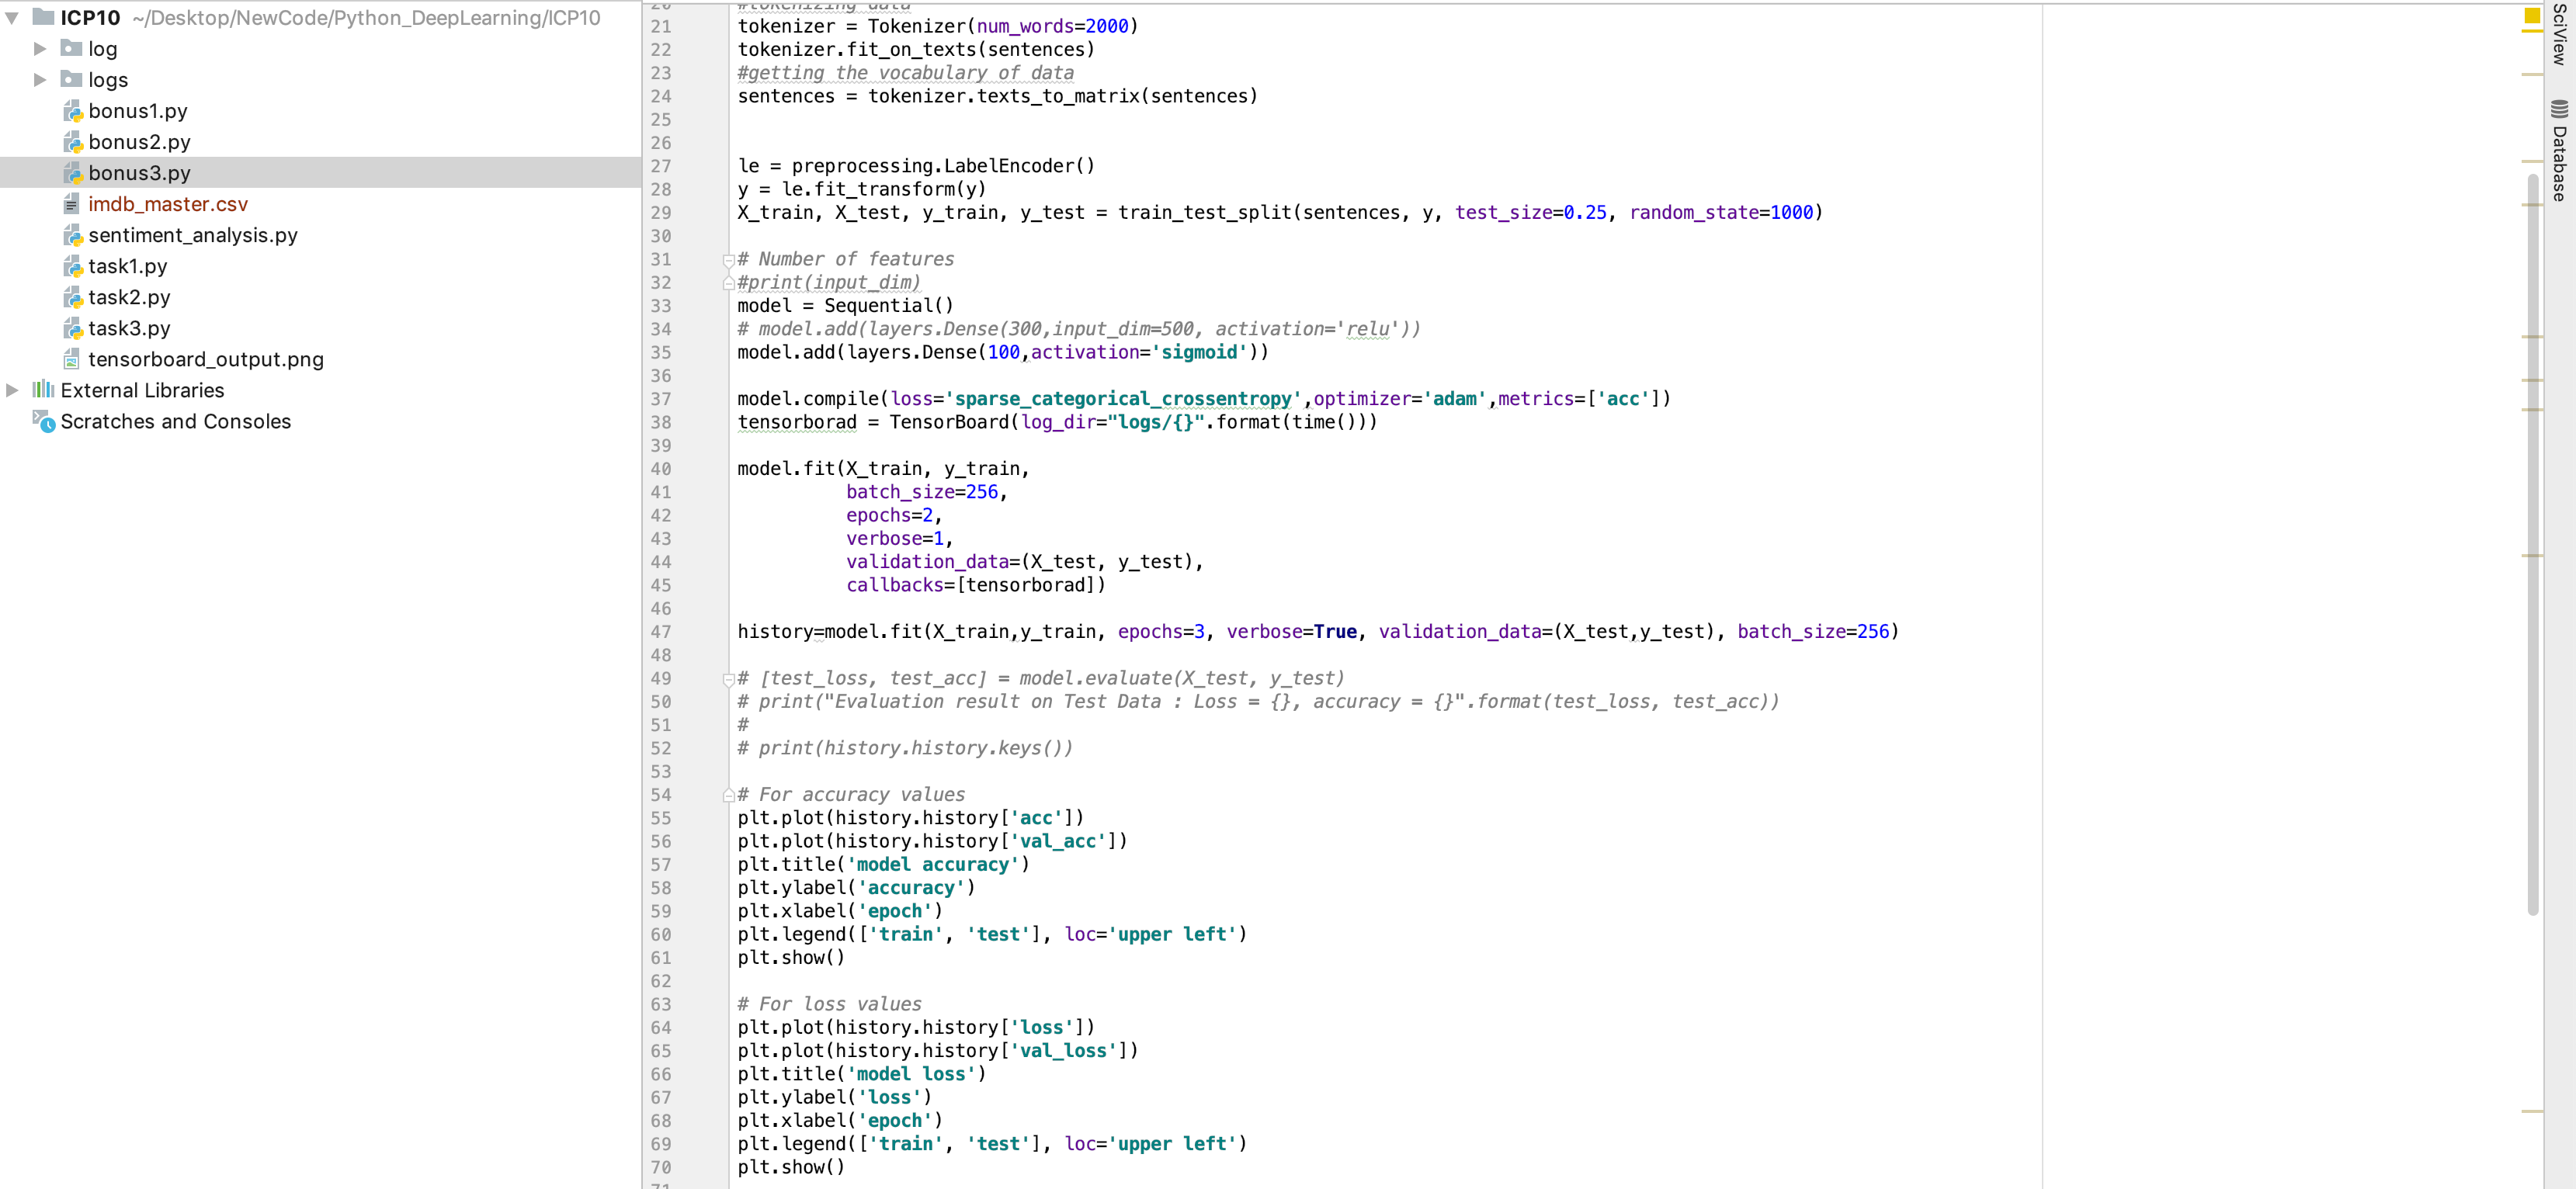 ICP10 ~/Desktop/NewCode/Python_DeepLearning/ICP10
log
logs
bonus1.py
bonus2.py
bonus3.py
imdb_master.csv
sentiment_analysis.py
task1.py
task2.py
task3.py
tensorboard_output.png
External Libraries
Scratches and Consoles
20 #tokenizing data
21 tokenizer = Tokenizer(num_words=2000)
22 tokenizer.fit_on_texts(sentences)
23 #getting the vocabulary of data
24 sentences = tokenizer.texts_to_matrix(sentences)
25
26
27 le = preprocessing.LabelEncoder()
28 y = le.fit_transform(y)
29 X_train, X_test, y_train, y_test = train_test_split(sentences, y, test_size=0.25, random_state=1000)
30
31 # Number of features
32 #print(input_dim)
33 model = Sequential()
34 # model.add(layers.Dense(300,input_dim=500, activation='relu'))
35 model.add(layers.Dense(100,activation='sigmoid'))
36
37 model.compile(loss='sparse_categorical_crossentropy',optimizer='adam',metrics=['acc'])
38 tensorborad = TensorBoard(log_dir="logs/{}".format(time()))
39
40 model.fit(X_train, y_train,
41 batch_size=256,
42 epochs=2,
43 verbose=1,
44 validation_data=(X_test, y_test),
45 callbacks=[tensorborad])
46
47 history=model.fit(X_train,y_train, epochs=3, verbose=True, validation_data=(X_test,y_test), batch_size=256)
48
49 # [test_loss, test_acc] = model.evaluate(X_test, y_test)
50 # print("Evaluation result on Test Data : Loss = {}, accuracy = {}".format(test_loss, test_acc))
51 #
52 # print(history.history.keys())
53
54 # For accuracy values
55 plt.plot(history.history['acc'])
56 plt.plot(history.history['val_acc'])
57 plt.title('model accuracy')
58 plt.ylabel('accuracy')
59 plt.xlabel('epoch')
60 plt.legend(['train', 'test'], loc='upper left')
61 plt.show()
62
63 # For loss values
64 plt.plot(history.history['loss'])
65 plt.plot(history.history['val_loss'])
66 plt.title('model loss')
67 plt.ylabel('loss')
68 plt.xlabel('epoch')
69 plt.legend(['train', 'test'], loc='upper left')
70 plt.show()
71
SciView
Database